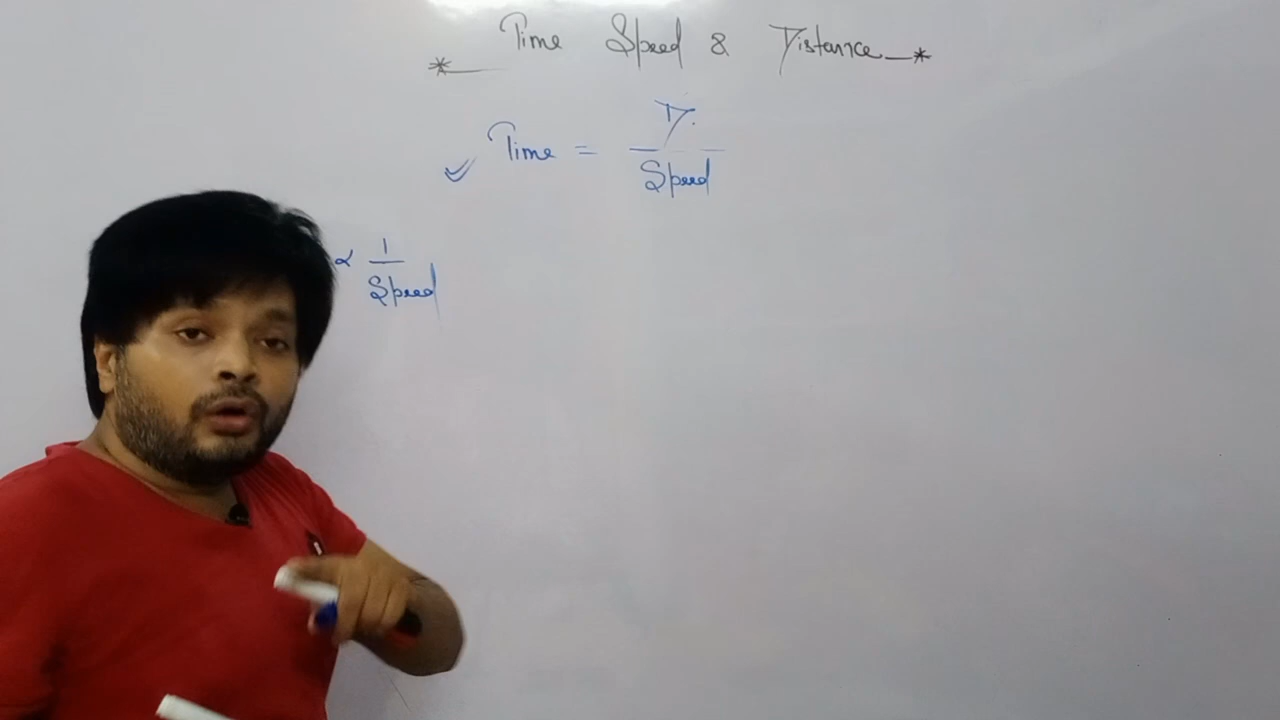 * Time Speed & Distance *
✓ Time = D. / Speed
∝ 1 / Speed